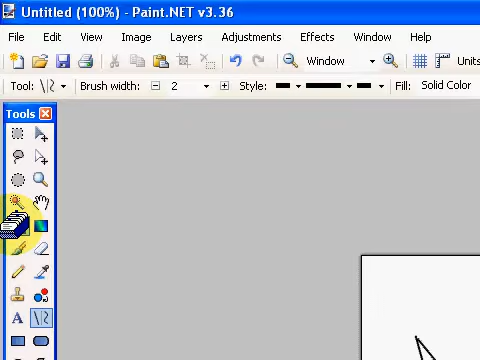 Untitled (100%) - Paint.NET v3.36
File Edit View Image Layers Adjustments Effects Window Help
Window Units
Tool: Brush width: 2 Style: Fill: Solid Color
Tools
A